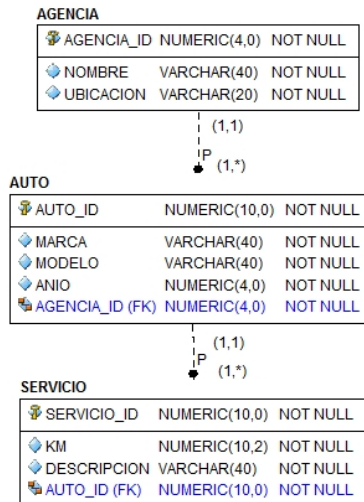 AGENCIA
AGENCIA_ID NUMERIC(4,0) NOT NULL
NOMBRE VARCHAR(40) NOT NULL
UBICACION VARCHAR(20) NOT NULL
(1,1)
P
(1,*)
AUTO
AUTO_ID NUMERIC(10,0) NOT NULL
MARCA VARCHAR(40) NOT NULL
MODELO VARCHAR(40) NOT NULL
ANIO NUMERIC(4,0) NOT NULL
AGENCIA_ID (FK) NUMERIC(4,0) NOT NULL
(1,1)
P
(1,*)
SERVICIO
SERVICIO_ID NUMERIC(10,0) NOT NULL
KM NUMERIC(10,2) NOT NULL
DESCRIPCION VARCHAR(40) NOT NULL
AUTO_ID (FK) NUMERIC(10,0) NOT NULL